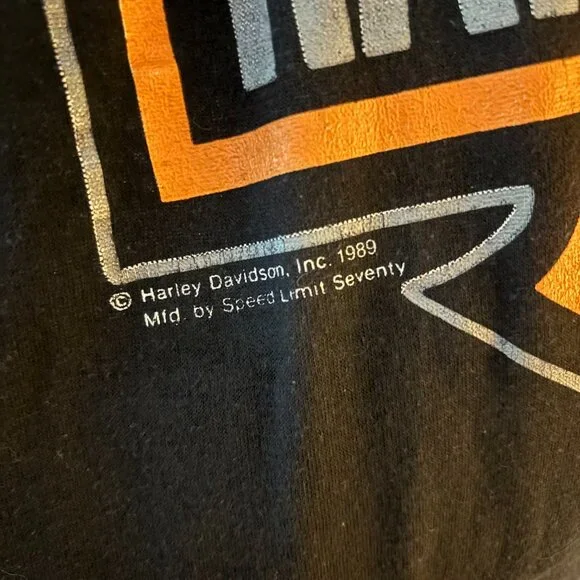 © Harley Davidson, Inc. 1989
Mfd. by Speed Limit Seventy